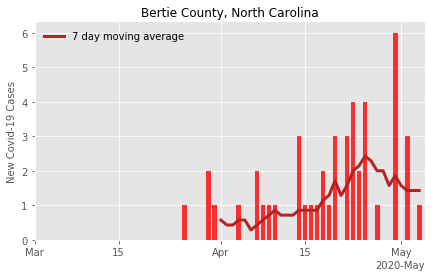 Bertie County, North Carolina
7 day moving average
New Covid-19 Cases
6
5
4
3
2
1
0
Mar 15 Apr 15 May
2020-May